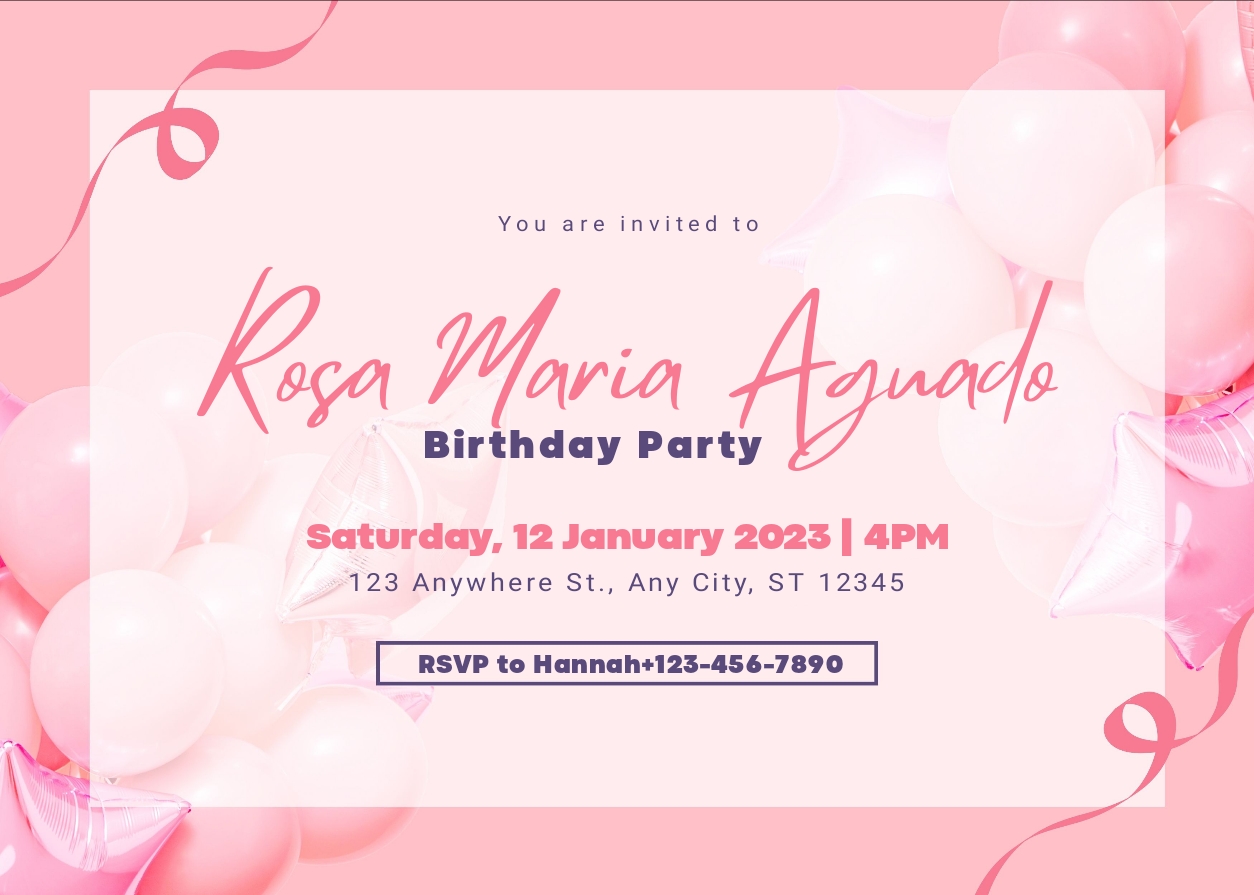 You are invited to
Rosa Maria Aguado
Birthday Party
Saturday, 12 January 2023 | 4PM
123 Anywhere St., Any City, ST 12345
RSVP to Hannah+123-456-7890